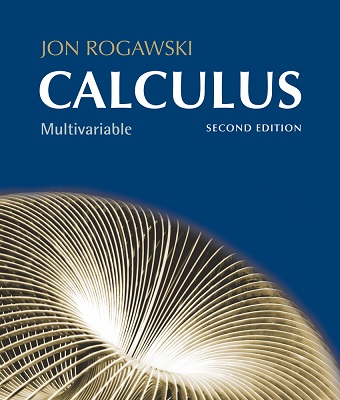 JON ROGAWSKI
CALCULUS
Multivariable
SECOND EDITION